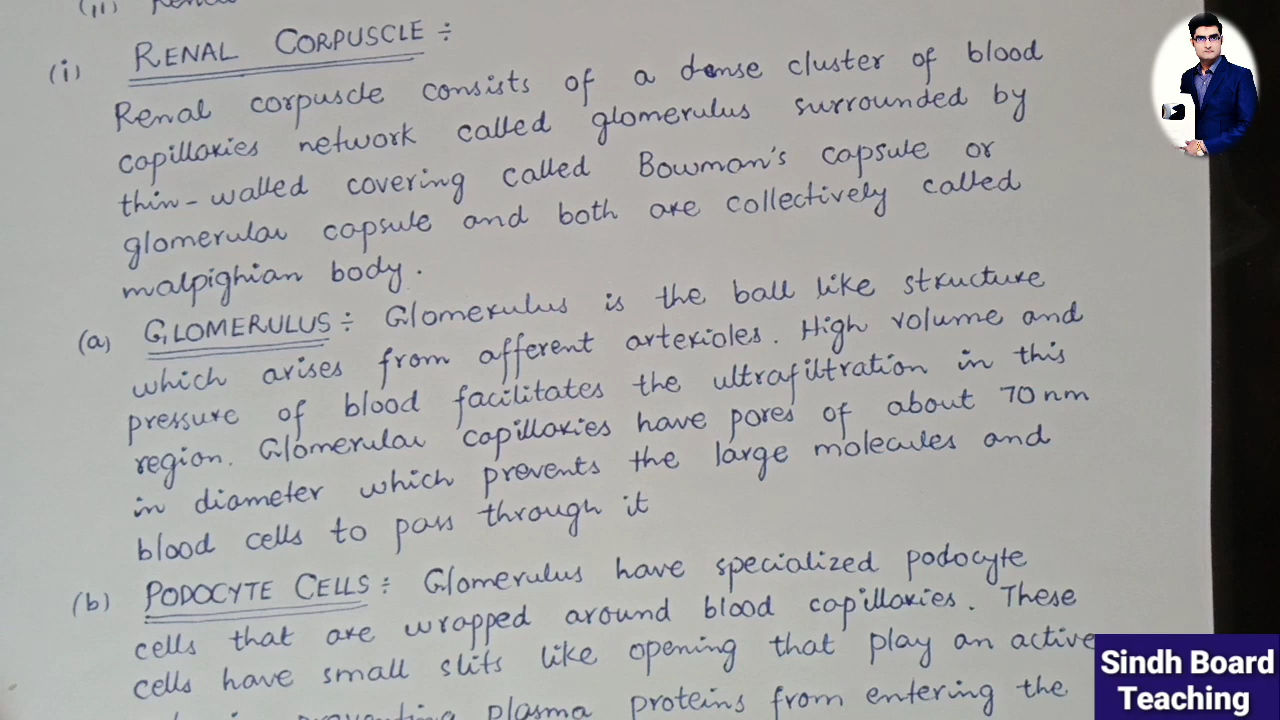 (ii)
(i) RENAL CORPUSCLE ÷
Renal corpuscle consists of a dense cluster of blood
capillaries network called glomerulus surrounded by
thin-walled covering called Bowman's capsule or
glomerular capsule and both are collectively called
malpighian body.
(a) GLOMERULUS ÷ Glomerulus is the ball like structure
which arises from afferent arterioles. High volume and
pressure of blood facilitates the ultrafiltration in this
region. Glomerular capillaries have pores of about 70nm
in diameter which prevents the large molecules and
blood cells to pass through it
(b) PODOCYTE CELLS ÷ Glomerulus have specialized podocyte
cells that are wrapped around blood capillaries. These
cells have small slits like opening that play an active
plasma proteins from entering the
Sindh Board
Teaching